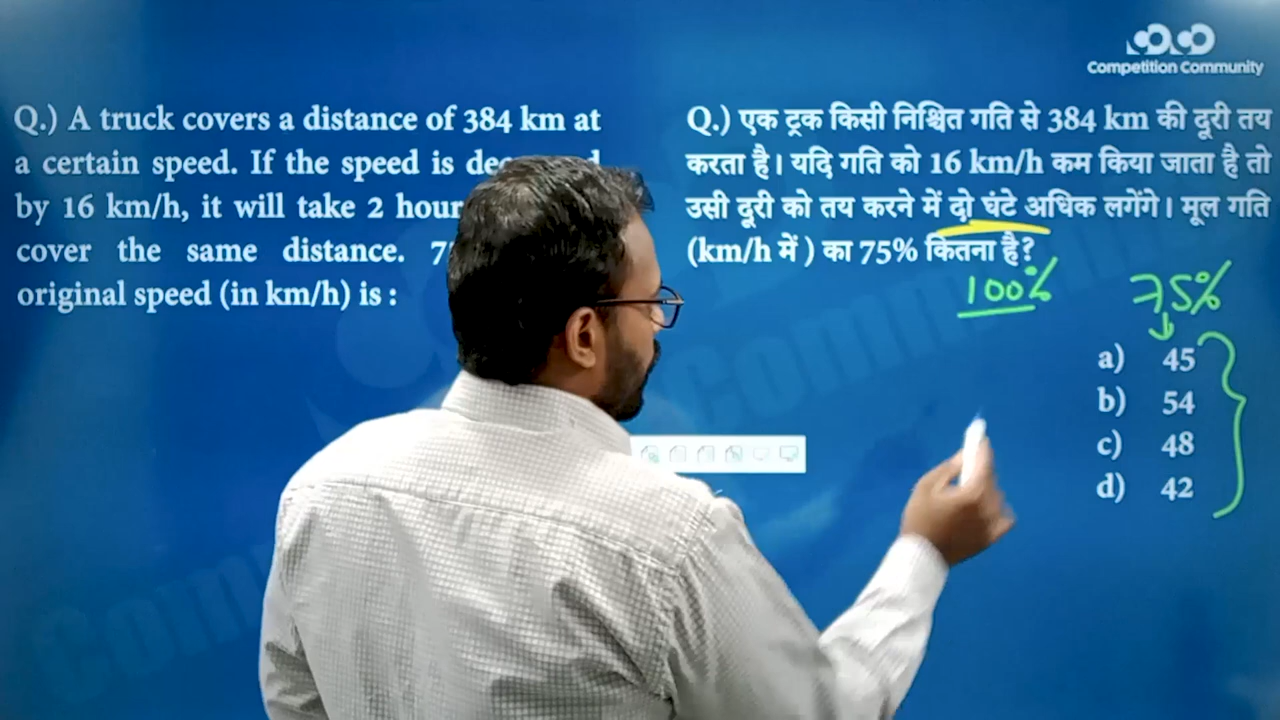 Competition Community
Q.) A truck covers a distance of 384 km at
a certain speed. If the speed is
by 16 km/h, it will take 2
cover the same distance.
original speed (in km/h) is :
Q.) एक ट्रक किसी निश्चित गति से 384 km की दूरी तय
करता है। यदि गति को 16 km/h कम किया जाता है तो
उसी दूरी को तय करने में दो घंटे अधिक लगेंगे। मूल गति
(km/h में ) का 75% कितना है?
100%
75%
a) 45
b) 54
c) 48
d) 42